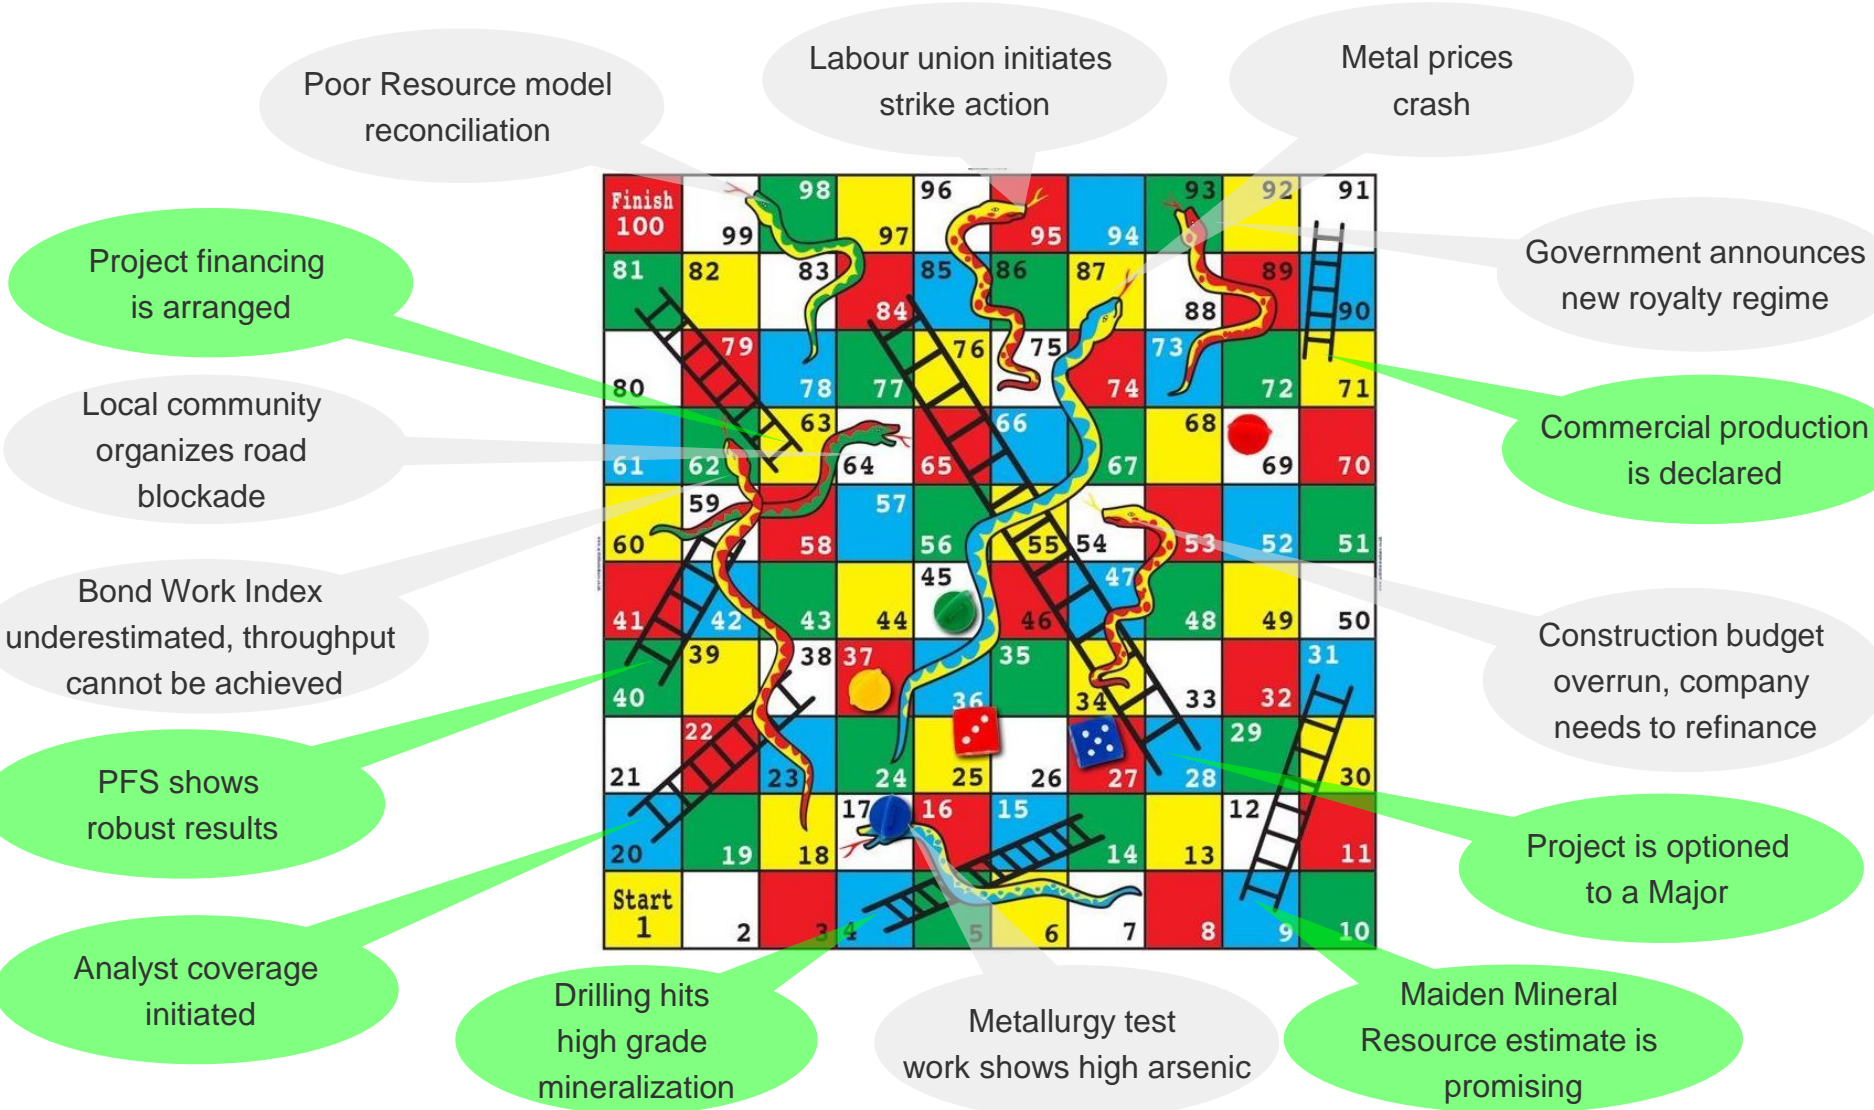 Poor Resource model
reconciliation
Labour union initiates
strike action
Metal prices
crash
Project financing
is arranged
Government announces
new royalty regime
Local community
organizes road
blockade
Commercial production
is declared
Bond Work Index
underestimated, throughput
cannot be achieved
Construction budget
overrun, company
needs to refinance
PFS shows
robust results
Project is optioned
to a Major
Analyst coverage
initiated
Drilling hits
high grade
mineralization
Metallurgy test
work shows high arsenic
Maiden Mineral
Resource estimate is
promising
Finish
100 99 98 97 96 95 94 93 92 91
81 82 83 84 85 86 87 88 89 90
80 79 78 77 76 75 74 73 72 71
61 62 63 64 65 66 67 68 69 70
60 59 58 57 56 55 54 53 52 51
41 42 43 44 45 46 47 48 49 50
40 39 38 37 36 35 34 33 32 31
21 22 23 24 25 26 27 28 29 30
20 19 18 17 16 15 14 13 12 11
Start
1 2 3 4 5 6 7 8 9 10